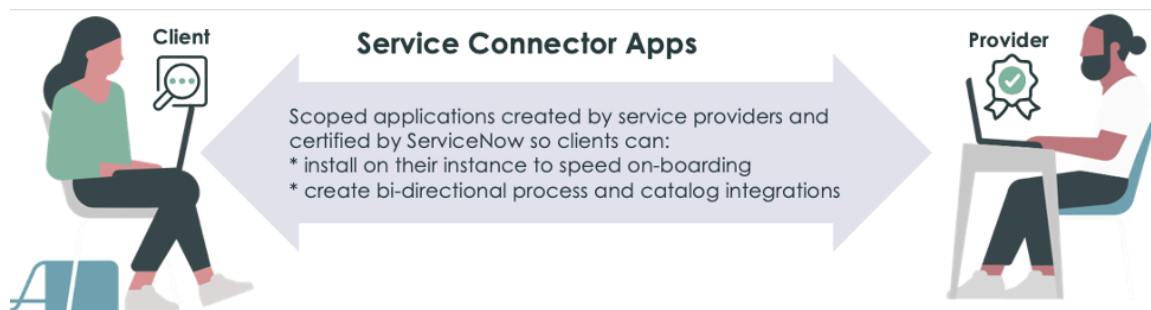 Client
Service Connector Apps
Provider
Scoped applications created by service providers and
certified by ServiceNow so clients can:
* install on their instance to speed on-boarding
* create bi-directional process and catalog integrations